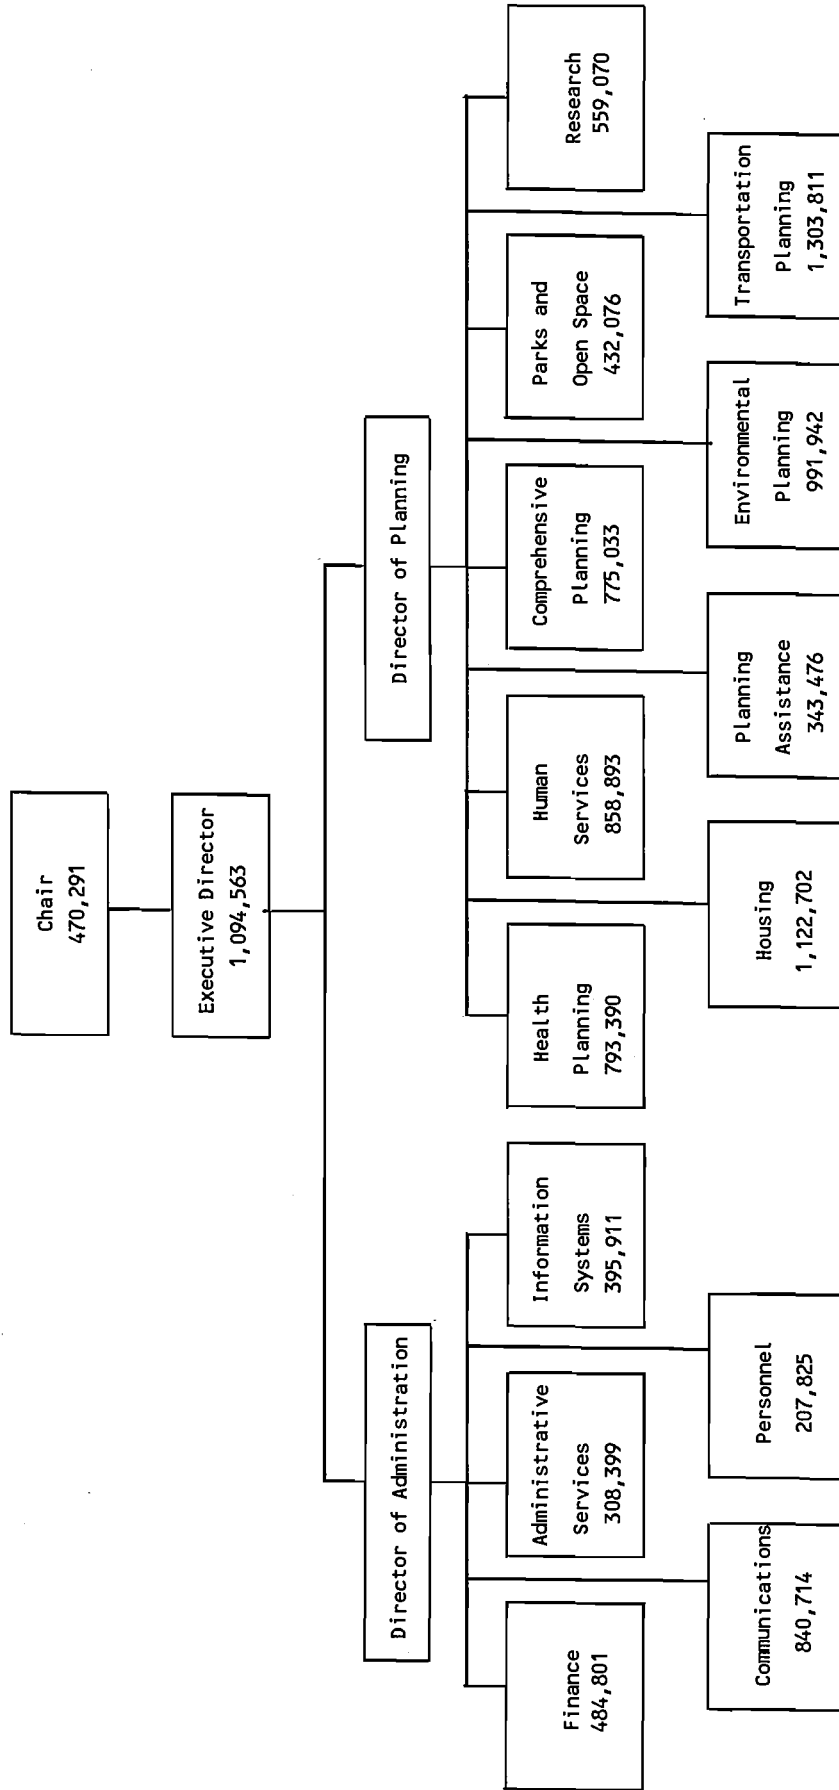 Chair
470,291
Executive Director
1,094,563
Director of Administration
Director of Planning
Finance
484,801
Administrative
Services
308,399
Information
Systems
395,911
Health
Planning
793,390
Human
Services
858,893
Comprehensive
Planning
775,033
Parks and
Open Space
432,076
Research
559,070
Communications
840,714
Personnel
207,825
Housing
1,122,702
Planning
Assistance
343,476
Environmental
Planning
991,942
Transportation
Planning
1,303,811